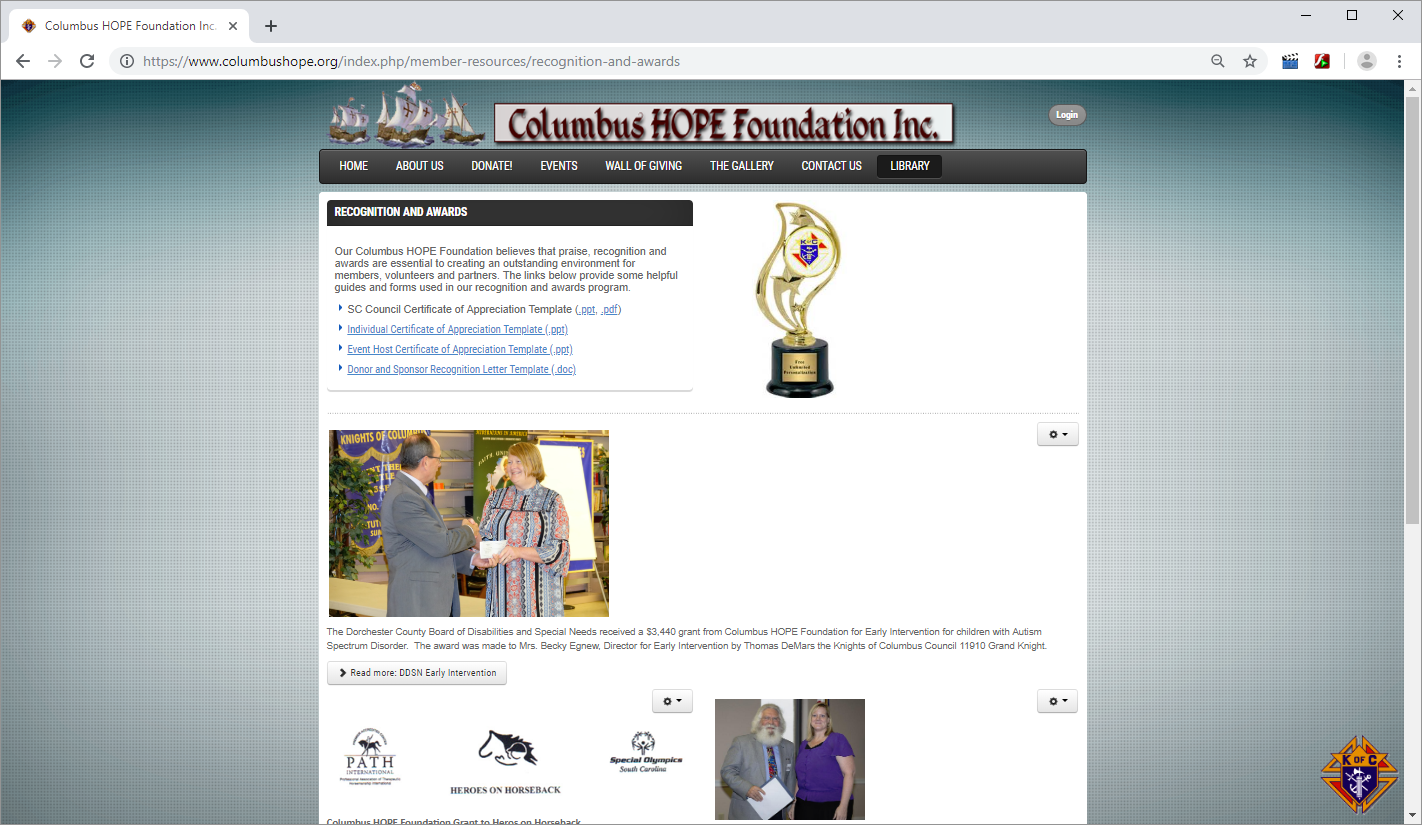 Columbus HOPE Foundation Inc.
https://www.columbushope.org/index.php/member-resources/recognition-and-awards
Columbus HOPE Foundation Inc.
Login
HOME ABOUT US DONATE! EVENTS WALL OF GIVING THE GALLERY CONTACT US LIBRARY
RECOGNITION AND AWARDS
Our Columbus HOPE Foundation believes that praise, recognition and
awards are essential to creating an outstanding environment for
members, volunteers and partners. The links below provide some helpful
guides and forms used in our recognition and awards program.
SC Council Certificate of Appreciation Template (.ppt, .pdf)
Individual Certificate of Appreciation Template (.ppt)
Event Host Certificate of Appreciation Template (.ppt)
Donor and Sponsor Recognition Letter Template (.doc)
K of C
Free
Unlimited
Personalization
KNIGHTS OF COLUM
The Dorchester County Board of Disabilities and Special Needs received a $3,440 grant from Columbus HOPE Foundation for Early Intervention for children with Autism
Spectrum Disorder. The award was made to Mrs. Becky Egnew, Director for Early Intervention by Thomas DeMars the Knights of Columbus Council 11910 Grand Knight.
Read more: DDSN Early Intervention
PATH
INTERNATIONAL
HEROES ON HORSEBACK
Special Olympics
South Carolina
K OF C
Columbus HOPE Foundation Grant to Heros on Horseback